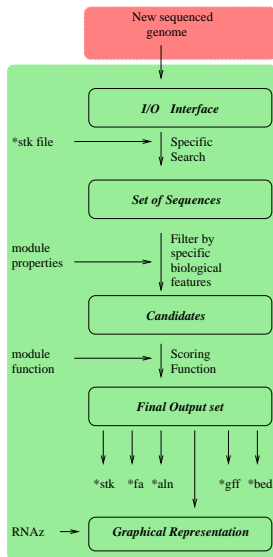 New sequenced
genome
I/O Interface
*stk file
Specific
Search
Set of Sequences
module
properties
Filter by
specific
biological
features
Candidates
module
function
Scoring
Function
Final Output set
*stk *fa *aln *gff *bed
RNAz
Graphical Representation